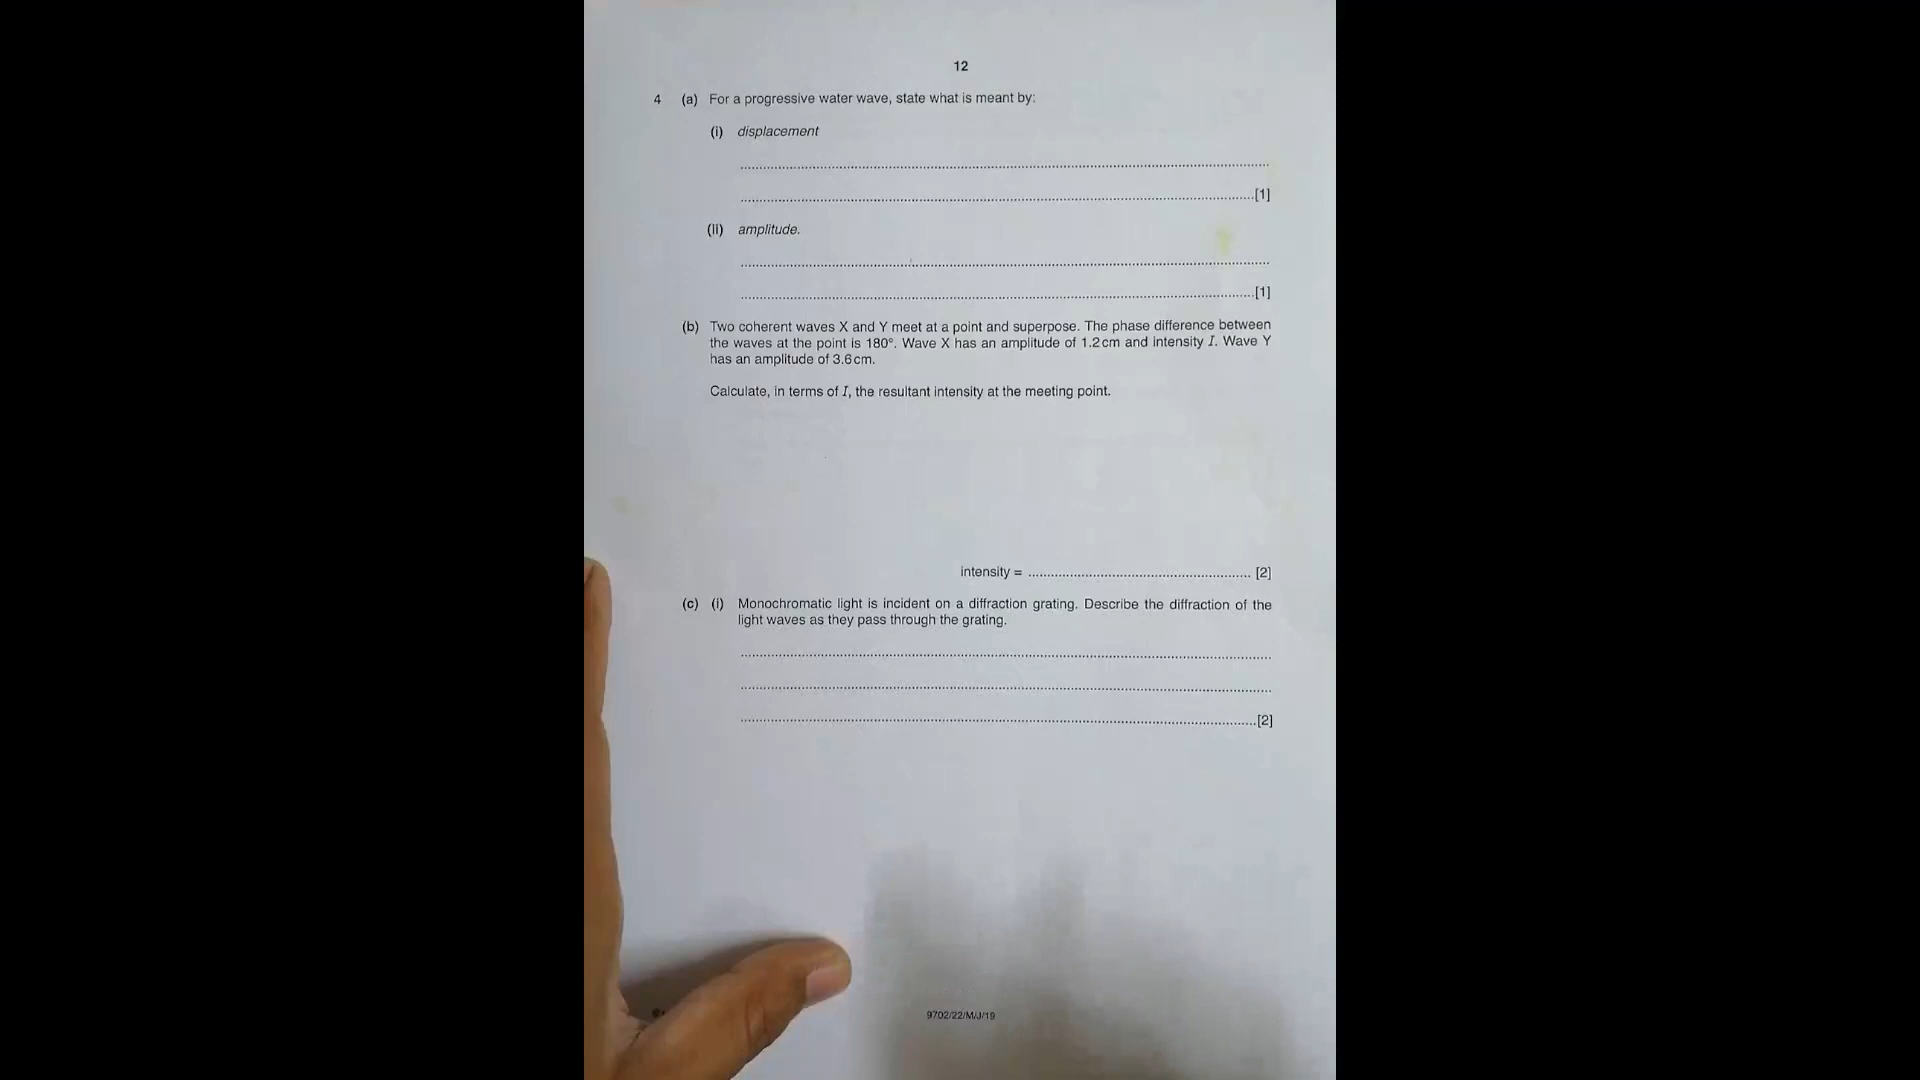 12
4 (a) For a progressive water wave, state what is meant by:
(i) displacement
..........[1]
(ii) amplitude.
..........[1]
(b) Two coherent waves X and Y meet at a point and superpose. The phase difference between
the waves at the point is 180°. Wave X has an amplitude of 1.2cm and intensity I. Wave Y
has an amplitude of 3.6cm.
Calculate, in terms of I, the resultant intensity at the meeting point.
intensity = .......... [2]
(c) (i) Monochromatic light is incident on a diffraction grating. Describe the diffraction of the
light waves as they pass through the grating.
..........[2]
9702/22/M/J/19